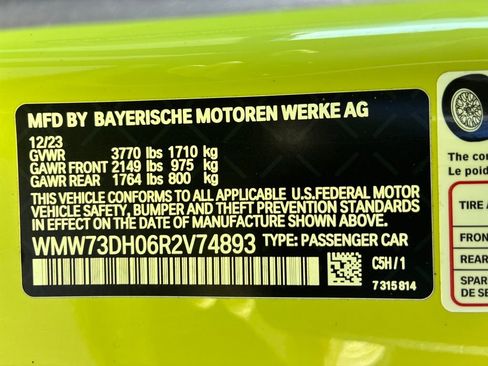 MFD BY BAYERISCHE MOTOREN WERKE AG
12/23
GVWR 3770 lbs 1710 kg
GAWR FRONT 2149 lbs 975 kg
GAWR REAR 1764 lbs 800 kg
THIS VEHICLE CONFORMS TO ALL APPLICABLE U.S.FEDERAL MOTOR
VEHICLE SAFETY, BUMPER AND THEFT PREVENTION STANDARDS
IN EFFECT ON THE DATE OF MANUFACTURE SHOWN ABOVE.
WMW73DH06R2V74893 TYPE: PASSENGER CAR
C5H/1
7 315 814
The con
Le poid
TIRE
FRON
REAR
SPAR
DE SE